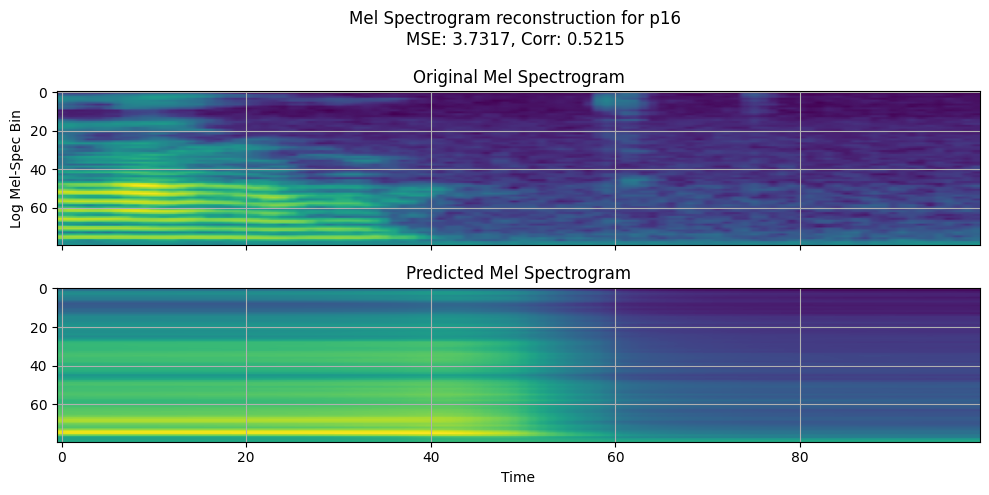 Mel Spectrogram reconstruction for p16
MSE: 3.7317, Corr: 0.5215
Original Mel Spectrogram
Log Mel-Spec Bin
0
20
40
60
Predicted Mel Spectrogram
0
20
40
60
0 20 40 60 80
Time